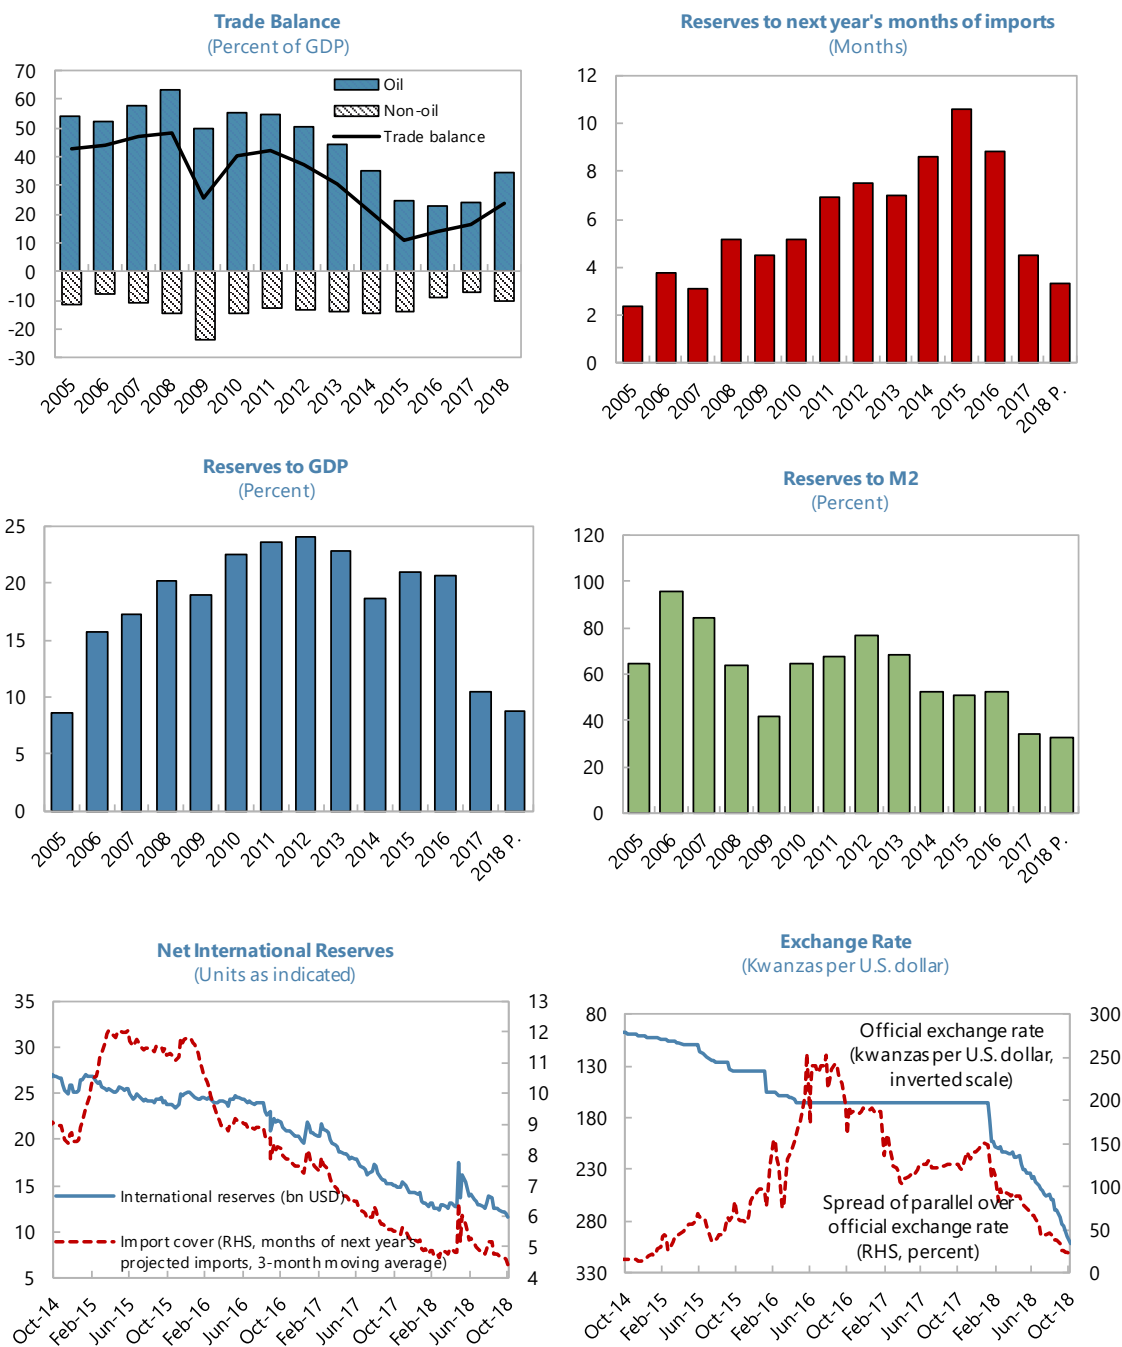 Trade Balance
(Percent of GDP)
70
60
50
40
30
20
10
0
-10
-20
-30
Oil
Non-oil
Trade balance
2005
2006
2007
2008
2009
2010
2011
2012
2013
2014
2015
2016
2017
2018
Reserves to next year's months of imports
(Months)
12
10
8
6
4
2
0
2005
2006
2007
2008
2009
2010
2011
2012
2013
2014
2015
2016
2017
2018 P.
Reserves to GDP
(Percent)
25
20
15
10
5
0
2005
2006
2007
2008
2009
2010
2011
2012
2013
2014
2015
2016
2017
2018 P.
Reserves to M2
(Percent)
120
100
80
60
40
20
0
2005
2006
2007
2008
2009
2010
2011
2012
2013
2014
2015
2016
2017
2018 P.
Net International Reserves
(Units as indicated)
35
30
25
20
15
10
5
13
12
11
10
9
8
7
6
5
4
International reserves (bn USD)
Import cover (RHS, months of next year's
projected imports, 3-month moving average)
Oct-14
Feb-15
Jun-15
Oct-15
Feb-16
Jun-16
Oct-16
Feb-17
Jun-17
Oct-17
Feb-18
Jun-18
Oct-18
Exchange Rate
(Kwanzas per U.S. dollar)
80
130
180
230
280
330
300
250
200
150
100
50
0
Official exchange rate
(kwanzas per U.S. dollar,
inverted scale)
Spread of parallel over
official exchange rate
(RHS, percent)
Oct-14
Feb-15
Jun-15
Oct-15
Feb-16
Jun-16
Oct-16
Feb-17
Jun-17
Oct-17
Feb-18
Jun-18
Oct-18